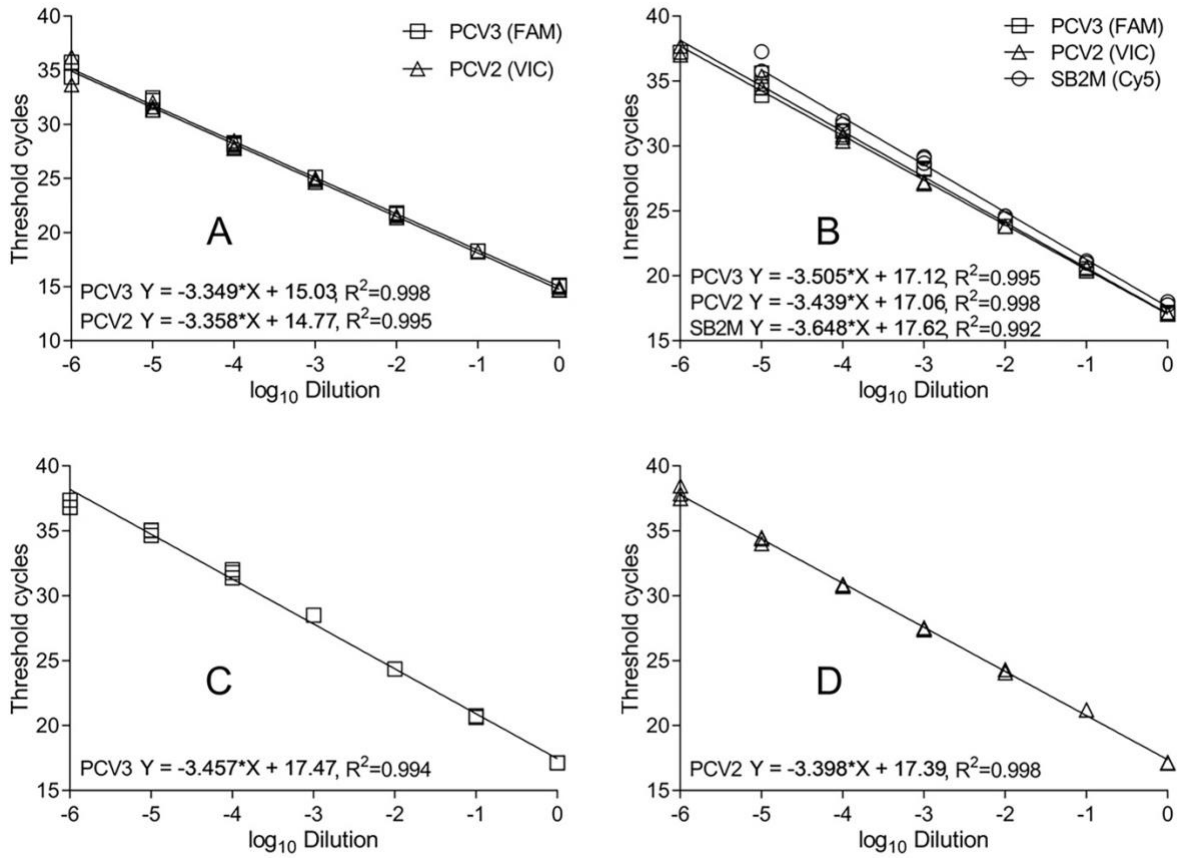 40
35
30
25
20
15
10
Threshold cycles
PCV3 (FAM)
PCV2 (VIC)
A
PCV3 Y = -3.349*X + 15.03, R²=0.998
PCV2 Y = -3.358*X + 14.77, R²=0.995
-6 -5 -4 -3 -2 -1 0
log₁₀ Dilution
40
35
30
25
20
15
Threshold cycles
PCV3 (FAM)
PCV2 (VIC)
SB2M (Cy5)
B
PCV3 Y = -3.505*X + 17.12, R²=0.995
PCV2 Y = -3.439*X + 17.06, R²=0.998
SB2M Y = -3.648*X + 17.62, R²=0.992
-6 -5 -4 -3 -2 -1 0
log₁₀ Dilution
40
35
30
25
20
15
Threshold cycles
C
PCV3 Y = -3.457*X + 17.47, R²=0.994
-6 -5 -4 -3 -2 -1 0
log₁₀ Dilution
40
35
30
25
20
15
Threshold cycles
D
PCV2 Y = -3.398*X + 17.39, R²=0.998
-6 -5 -4 -3 -2 -1 0
log₁₀ Dilution